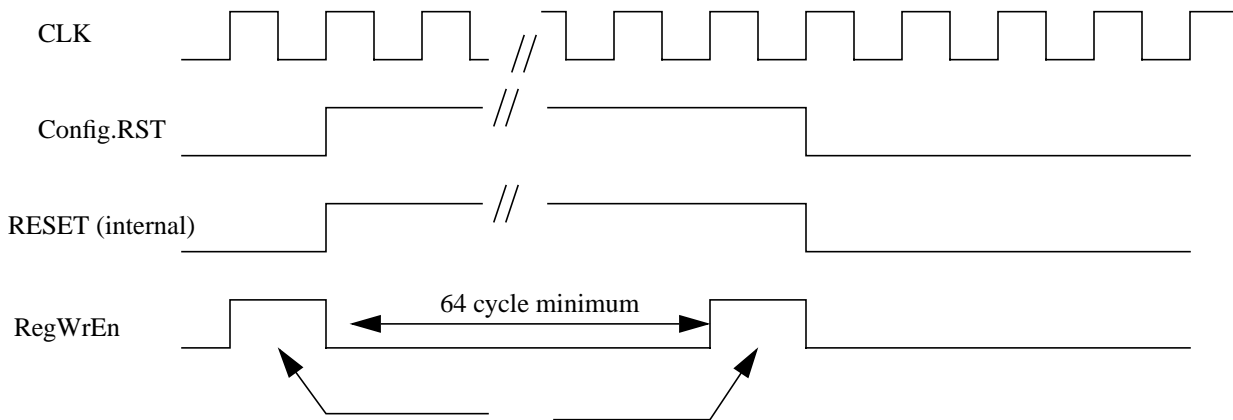 CLK
Config.RST
RESET (internal)
64 cycle minimum
RegWrEn